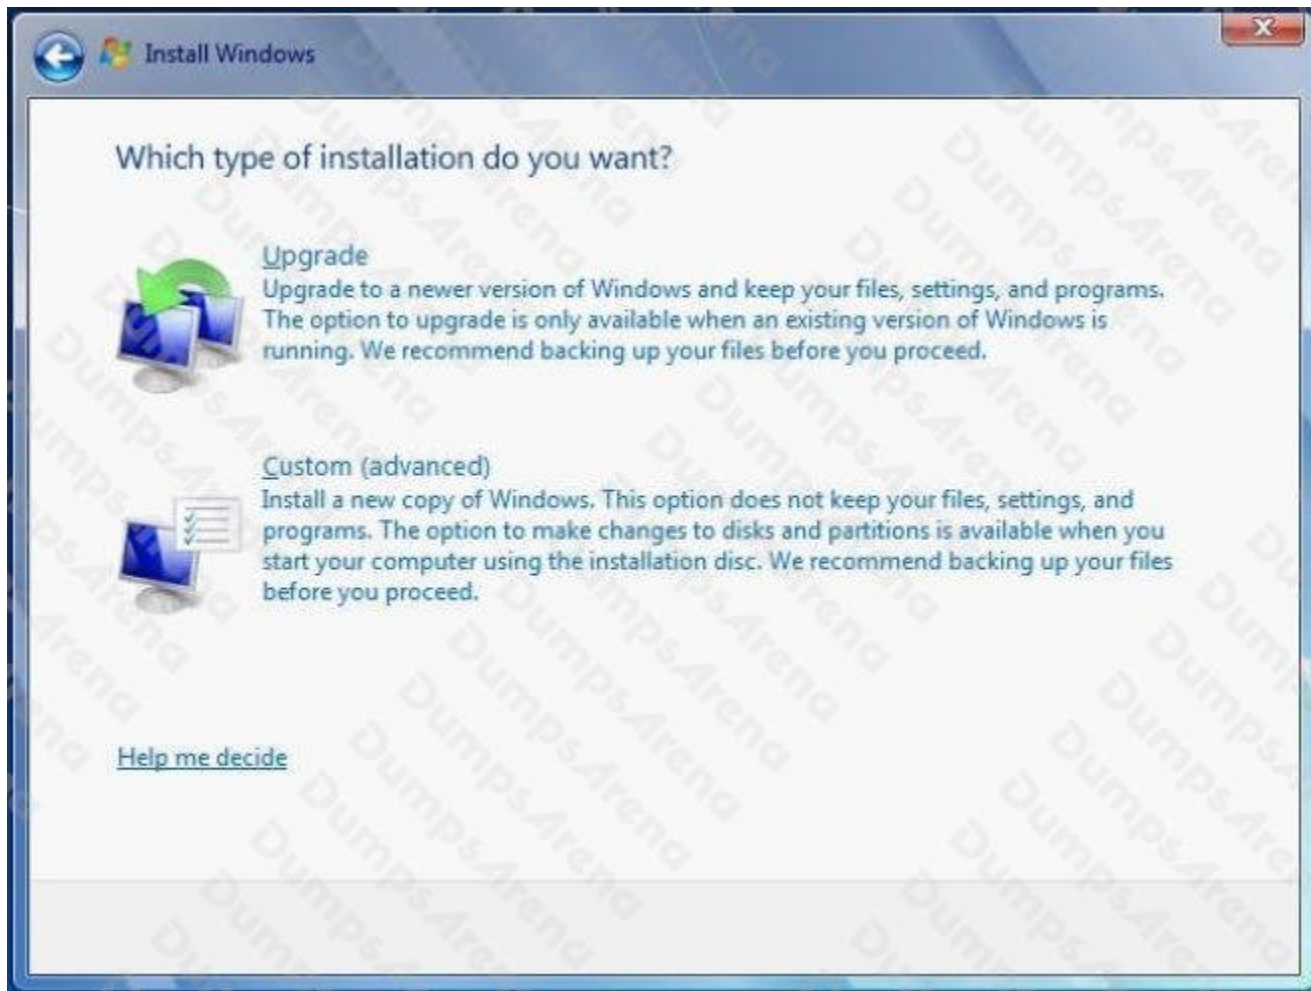 Install Windows
Which type of installation do you want?
Upgrade
Upgrade to a newer version of Windows and keep your files, settings, and programs.
The option to upgrade is only available when an existing version of Windows is
running. We recommend backing up your files before you proceed.
Custom (advanced)
Install a new copy of Windows. This option does not keep your files, settings, and
programs. The option to make changes to disks and partitions is available when you
start your computer using the installation disc. We recommend backing up your files
before you proceed.
Help me decide
DumpsArena